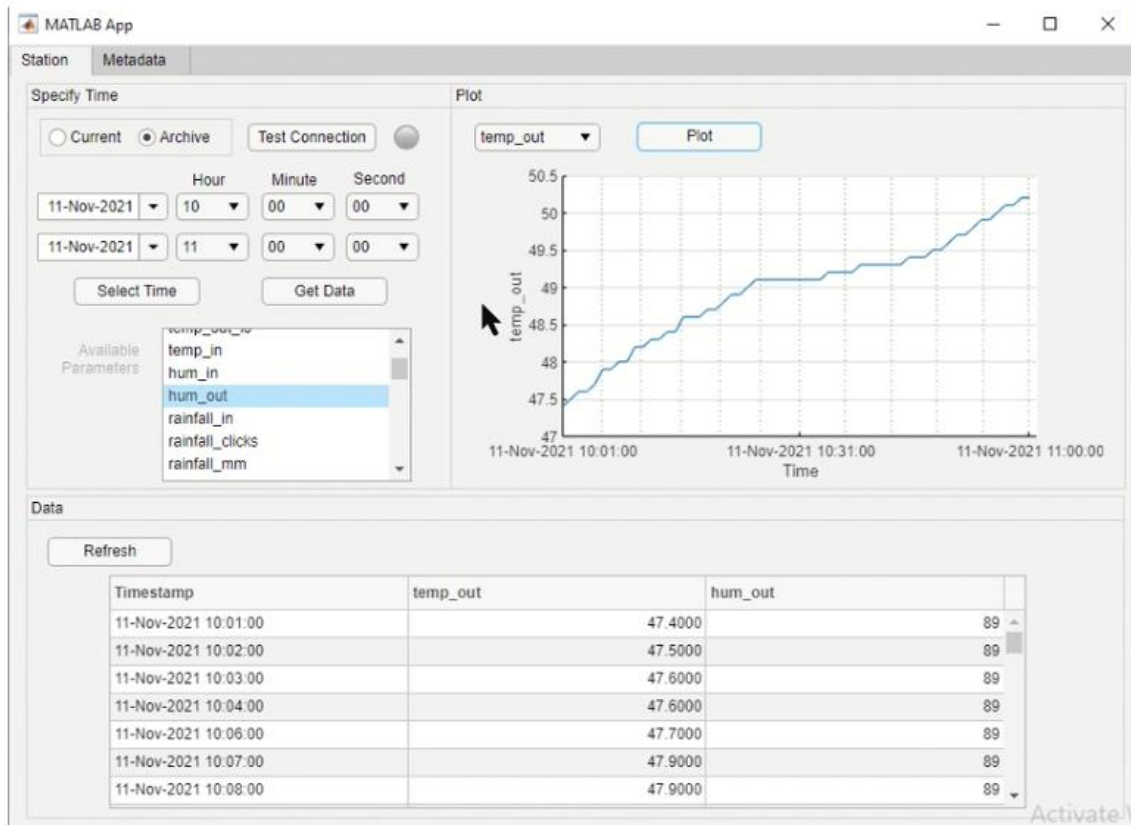 MATLAB App
Station Metadata
Specify Time
Current Archive Test Connection
Hour Minute Second
11-Nov-2021 10 00 00
11-Nov-2021 11 00 00
Select Time Get Data
Available
Parameters
temp_in
hum_in
hum_out
rainfall_in
rainfall_clicks
rainfall_mm
Plot
temp_out Plot
50.5
50
49.5
49
48.5
48
47.5
47
temp_out
11-Nov-2021 10:01:00 11-Nov-2021 10:31:00 11-Nov-2021 11:00:00
Time
Data
Refresh
Timestamp temp_out hum_out
11-Nov-2021 10:01:00 47.4000 89
11-Nov-2021 10:02:00 47.5000 89
11-Nov-2021 10:03:00 47.6000 89
11-Nov-2021 10:04:00 47.6000 89
11-Nov-2021 10:06:00 47.7000 89
11-Nov-2021 10:07:00 47.9000 89
11-Nov-2021 10:08:00 47.9000 89
Activate